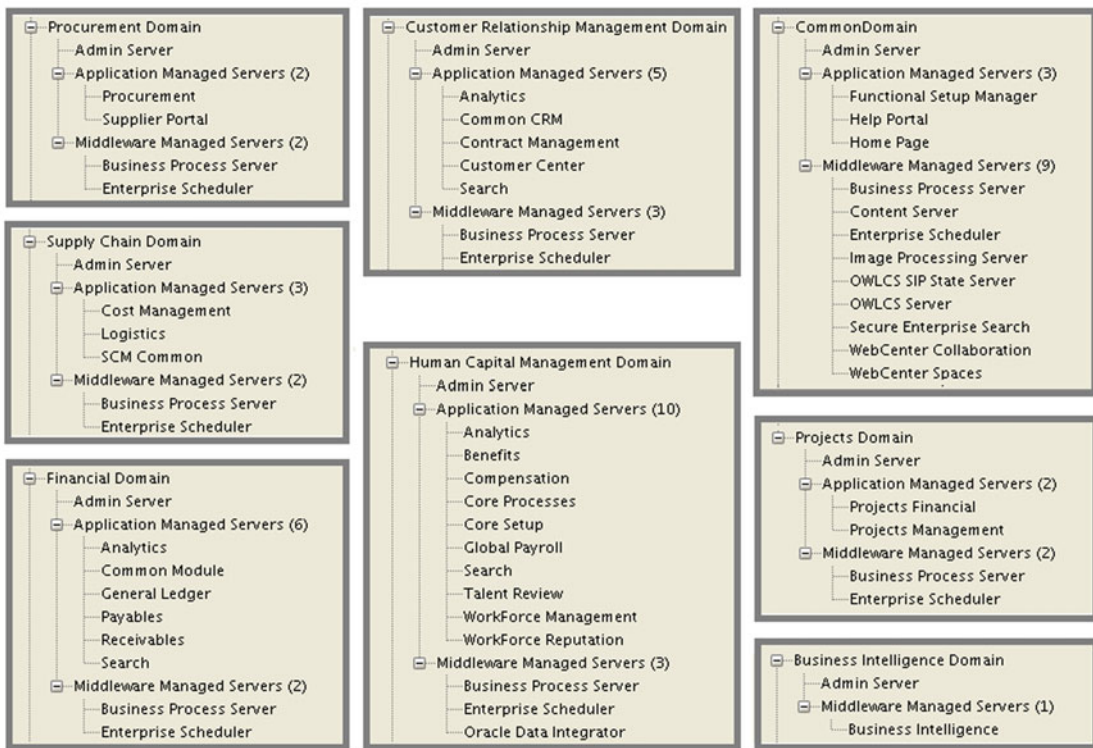 Procurement Domain
Admin Server
Application Managed Servers (2)
Procurement
Supplier Portal
Middleware Managed Servers (2)
Business Process Server
Enterprise Scheduler
Supply Chain Domain
Admin Server
Application Managed Servers (3)
Cost Management
Logistics
SCM Common
Middleware Managed Servers (2)
Business Process Server
Enterprise Scheduler
Financial Domain
Admin Server
Application Managed Servers (6)
Analytics
Common Module
General Ledger
Payables
Receivables
Search
Middleware Managed Servers (2)
Business Process Server
Enterprise Scheduler
Customer Relationship Management Domain
Admin Server
Application Managed Servers (5)
Analytics
Common CRM
Contract Management
Customer Center
Search
Middleware Managed Servers (3)
Business Process Server
Enterprise Scheduler
Human Capital Management Domain
Admin Server
Application Managed Servers (10)
Analytics
Benefits
Compensation
Core Processes
Core Setup
Global Payroll
Search
Talent Review
WorkForce Management
WorkForce Reputation
Middleware Managed Servers (3)
Business Process Server
Enterprise Scheduler
Oracle Data Integrator
CommonDomain
Admin Server
Application Managed Servers (3)
Functional Setup Manager
Help Portal
Home Page
Middleware Managed Servers (9)
Business Process Server
Content Server
Enterprise Scheduler
Image Processing Server
OWLCS SIP State Server
OWLCS Server
Secure Enterprise Search
WebCenter Collaboration
WebCenter Spaces
Projects Domain
Admin Server
Application Managed Servers (2)
Projects Financial
Projects Management
Middleware Managed Servers (2)
Business Process Server
Enterprise Scheduler
Business Intelligence Domain
Admin Server
Middleware Managed Servers (1)
Business Intelligence